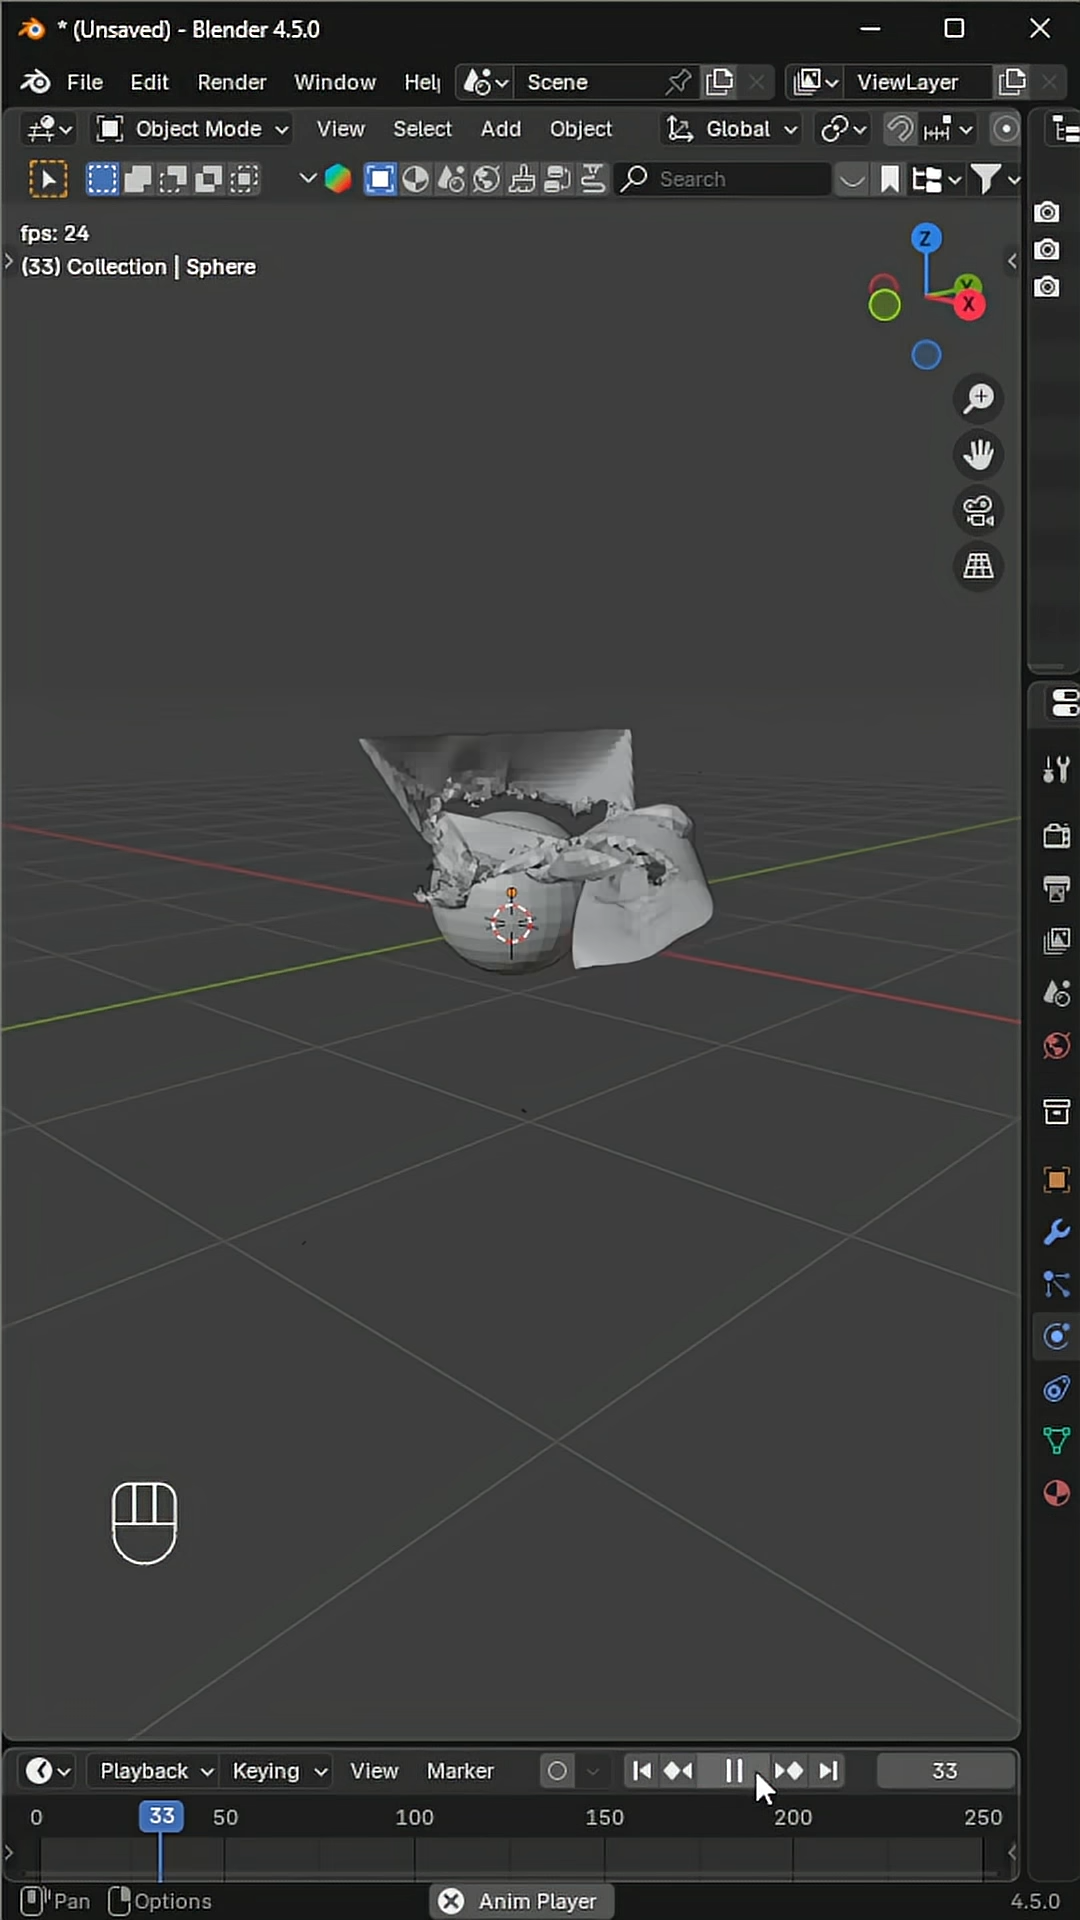 * (Unsaved) - Blender 4.5.0
File Edit Render Window Help Scene ViewLayer
Object Mode View Select Add Object Global
Search
fps: 24
(33) Collection | Sphere
Z
Y
X
Playback Keying View Marker 33
0 33 50 100 150 200 250
Pan Options Anim Player 4.5.0